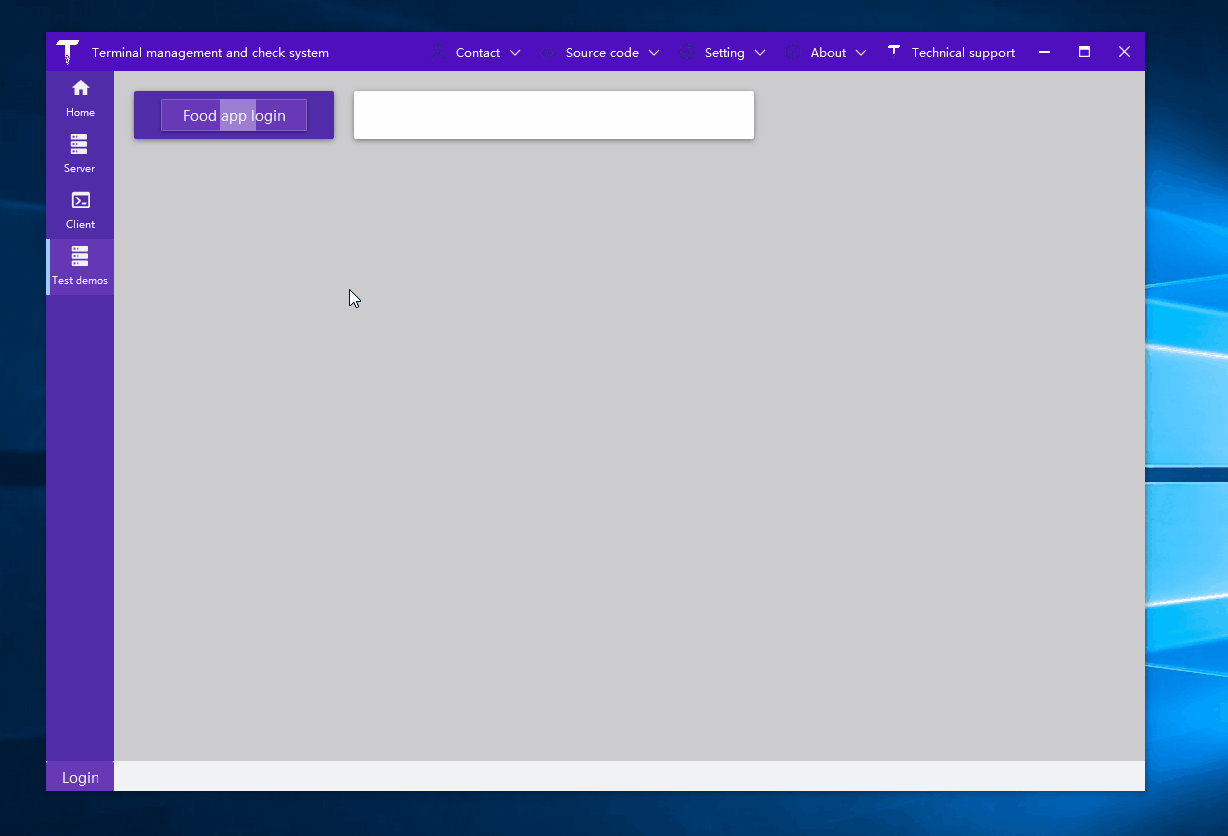 Terminal management and check system
Contact
Source code
Setting
About
Technical support
Home
Server
Client
Test demos
Food app login
Login